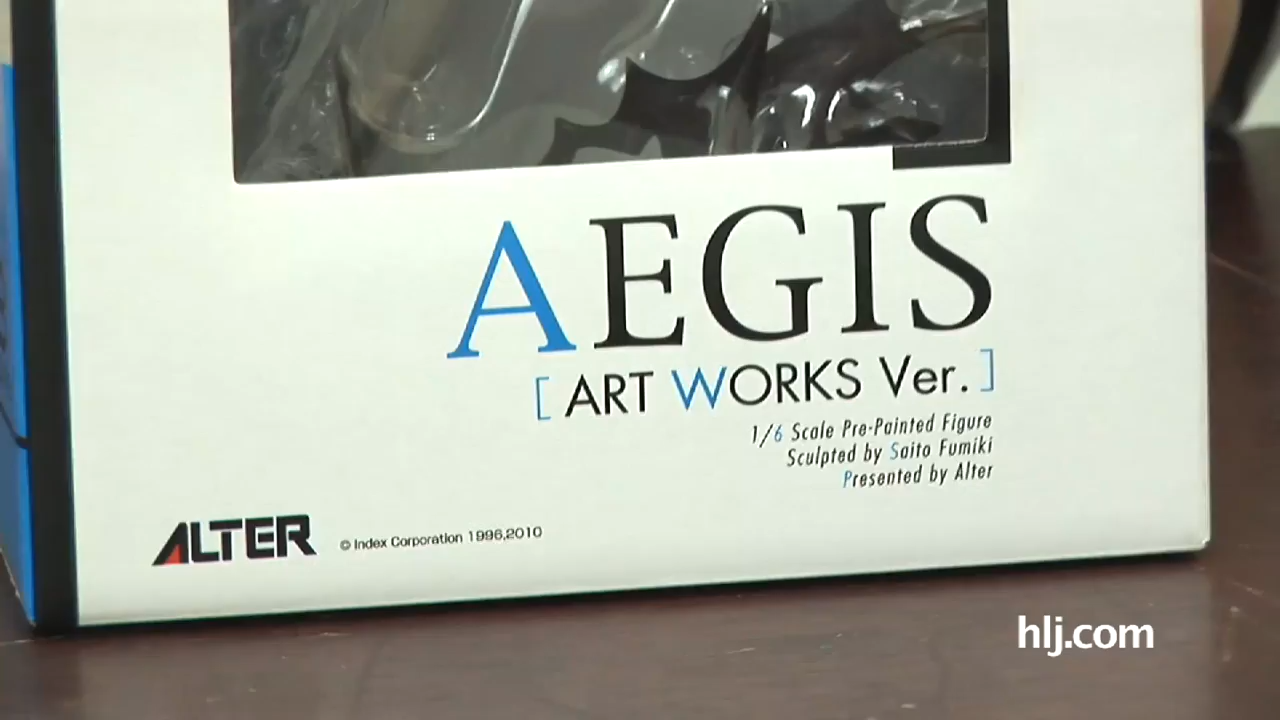 AEGIS
[ ART WORKS Ver. ]
1/6 Scale Pre-Painted Figure
Sculpted by Saito Fumiki
Presented by Alter
ALTER
© Index Corporation 1996,2010
hlj.com